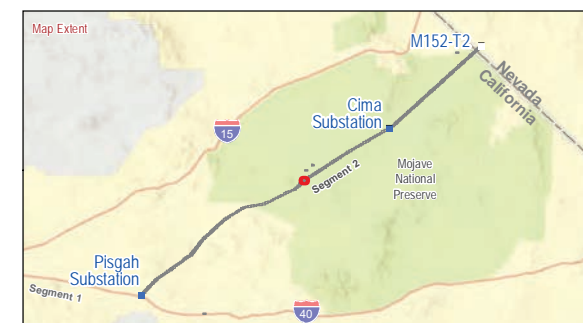 Map Extent
M152-T2
Nevada
California
Cima
Substation
15
Segment 2
Mojave
National
Preserve
Pisgah
Substation
Segment 1
40